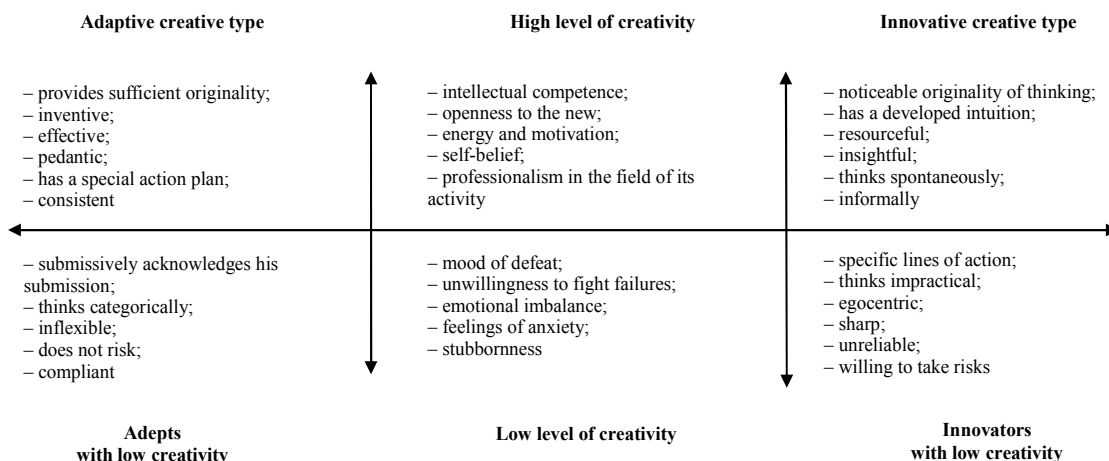 Adaptive creative type
High level of creativity
Innovative creative type
– provides sufficient originality;
– inventive;
– effective;
– pedantic;
– has a special action plan;
– consistent
– intellectual competence;
– openness to the new;
– energy and motivation;
– self-belief;
– professionalism in the field of its
activity
– noticeable originality of thinking;
– has a developed intuition;
– resourceful;
– insightful;
– thinks spontaneously;
– informally
– submissively acknowledges his
submission;
– thinks categorically;
– inflexible;
– does not risk;
– compliant
– mood of defeat;
– unwillingness to fight failures;
– emotional imbalance;
– feelings of anxiety;
– stubbornness
– specific lines of action;
– thinks impractical;
– egocentric;
– sharp;
– unreliable;
– willing to take risks
Adepts
with low creativity
Low level of creativity
Innovators
with low creativity